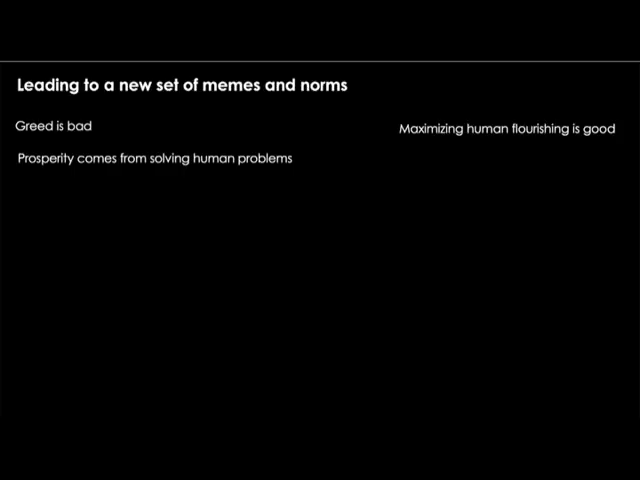 Leading to a new set of memes and norms
Greed is bad
Maximizing human flourishing is good
Prosperity comes from solving human problems